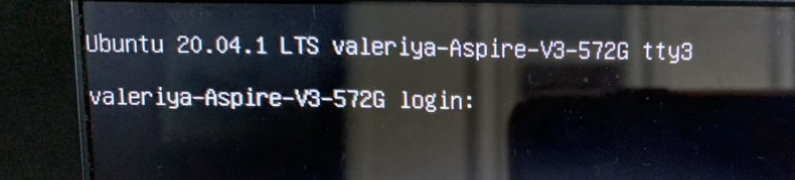 Ubuntu 20.04.1 LTS valeriya-Aspire-V3-572G tty3
valeriya-Aspire-V3-572G login: